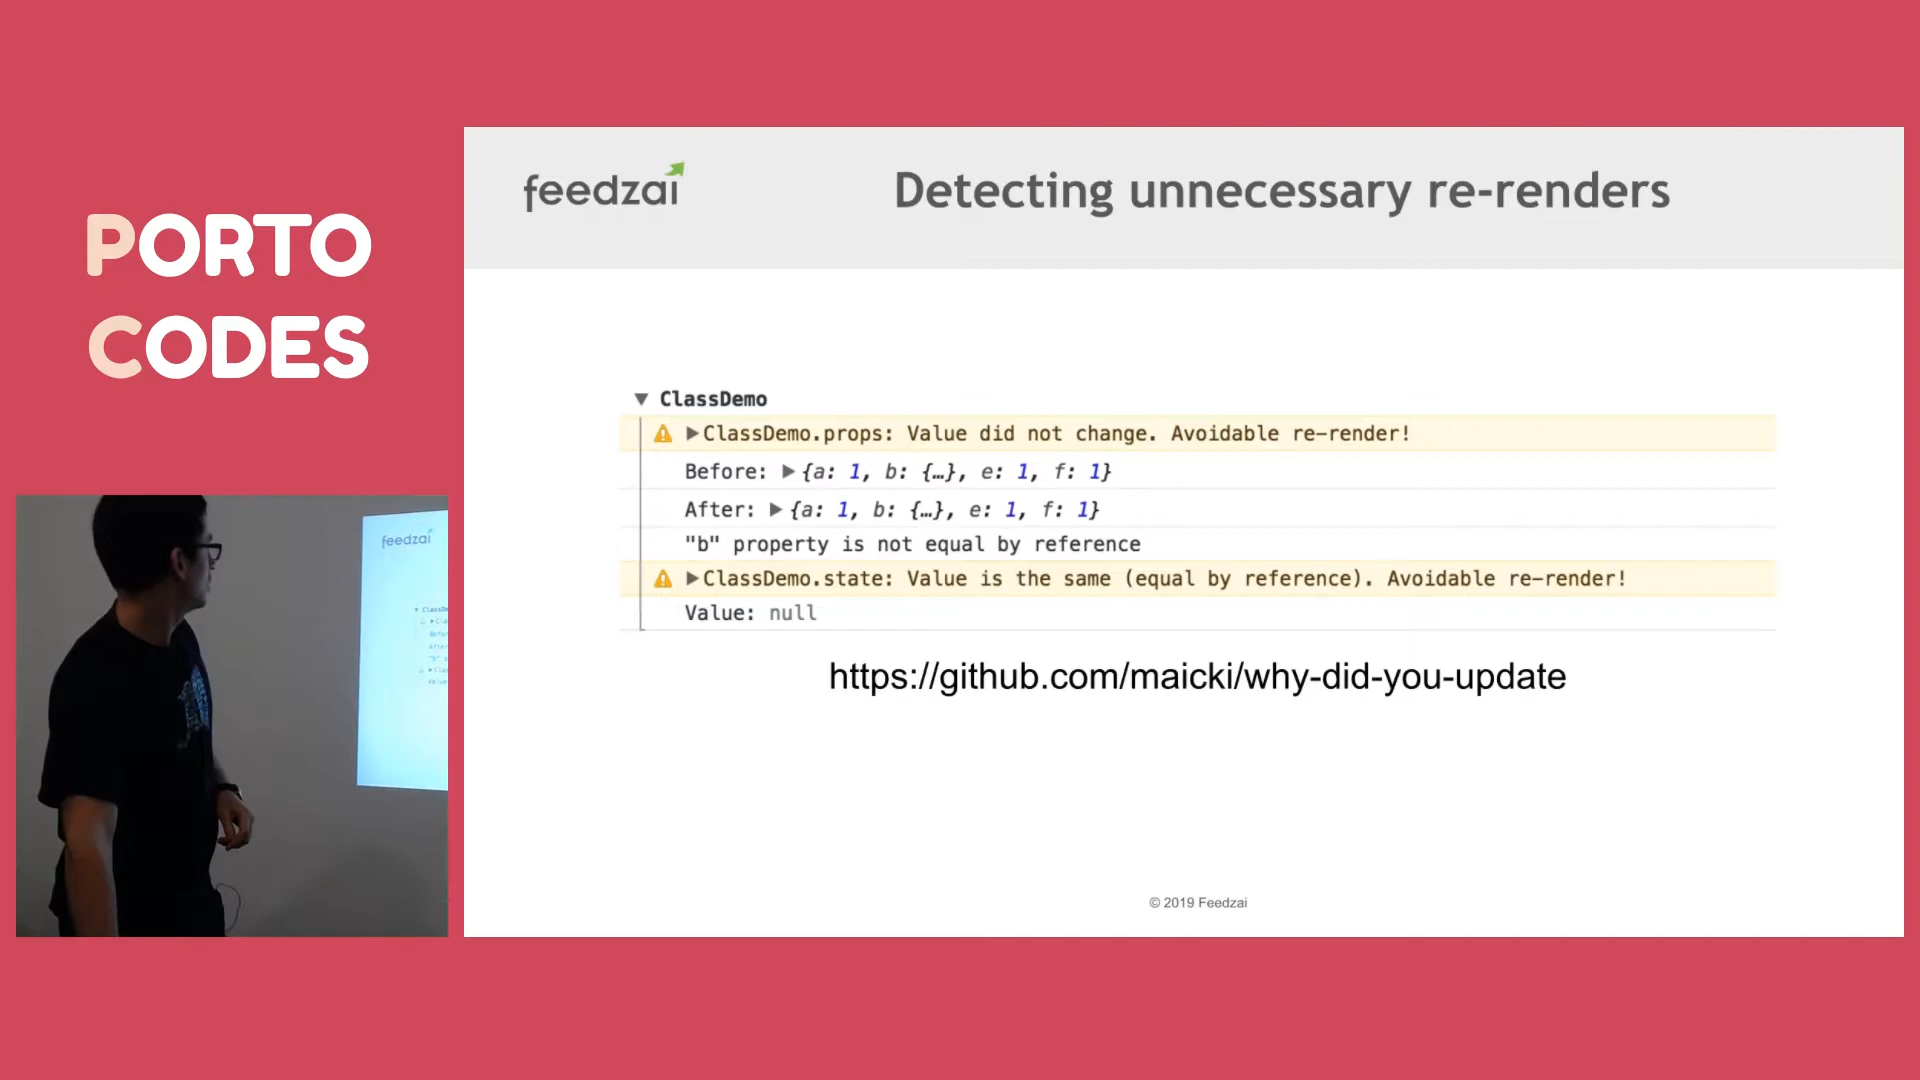 PORTO
CODES
feedzai
Detecting unnecessary re-renders
▼ ClassDemo
▶ClassDemo.props: Value did not change. Avoidable re-render!
Before: ▶{a: 1, b: {…}, e: 1, f: 1}
After: ▶{a: 1, b: {…}, e: 1, f: 1}
"b" property is not equal by reference
▶ClassDemo.state: Value is the same (equal by reference). Avoidable re-render!
Value: null
https://github.com/maicki/why-did-you-update
© 2019 Feedzai
feedzai